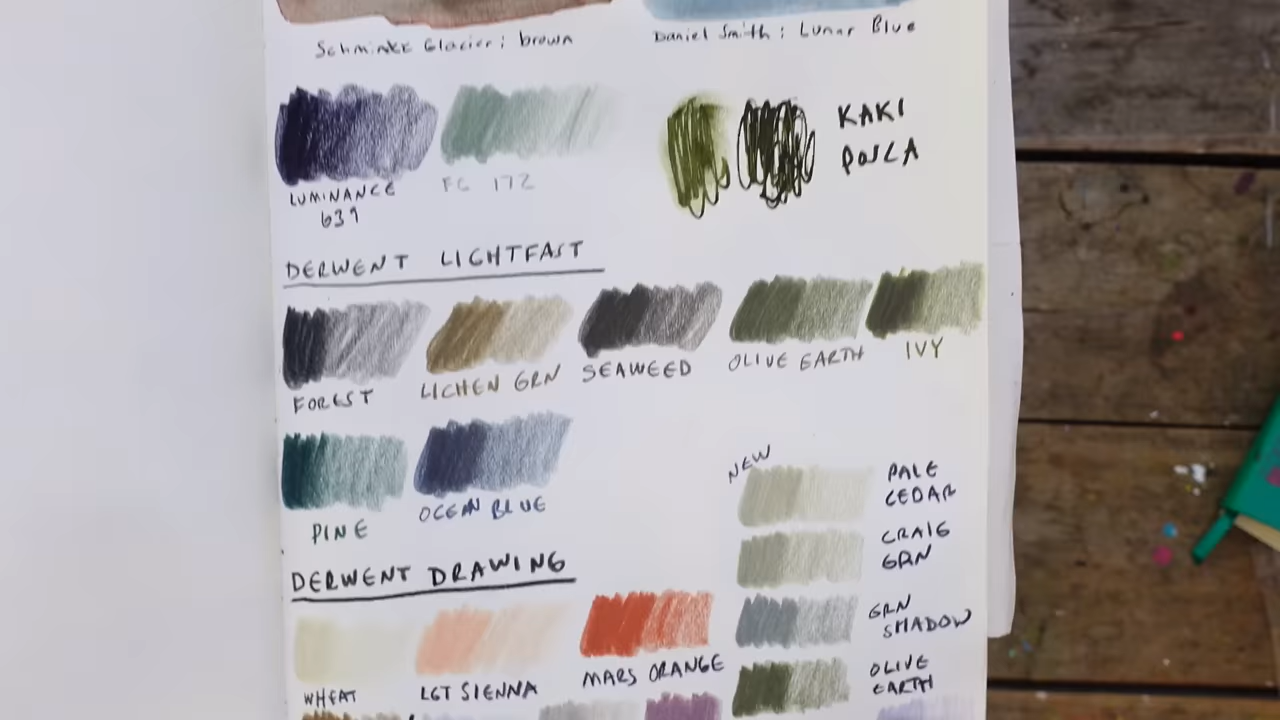 Schminke Glacier: brown
Daniel Smith: Lunar Blue
LUMINANCE
639
FC 172
KAKI
POSCA
DERWENT LIGHTFAST
FOREST
LICHEN GRN
SEAWEED
OLIVE EARTH
IVY
PINE
OCEAN BLUE
NEW
PALE
CEDAR
CRAIG
GRN
GRN
SHADOW
OLIVE
EARTH
DERWENT DRAWING
WHEAT
LGT SIENNA
MARS ORANGE